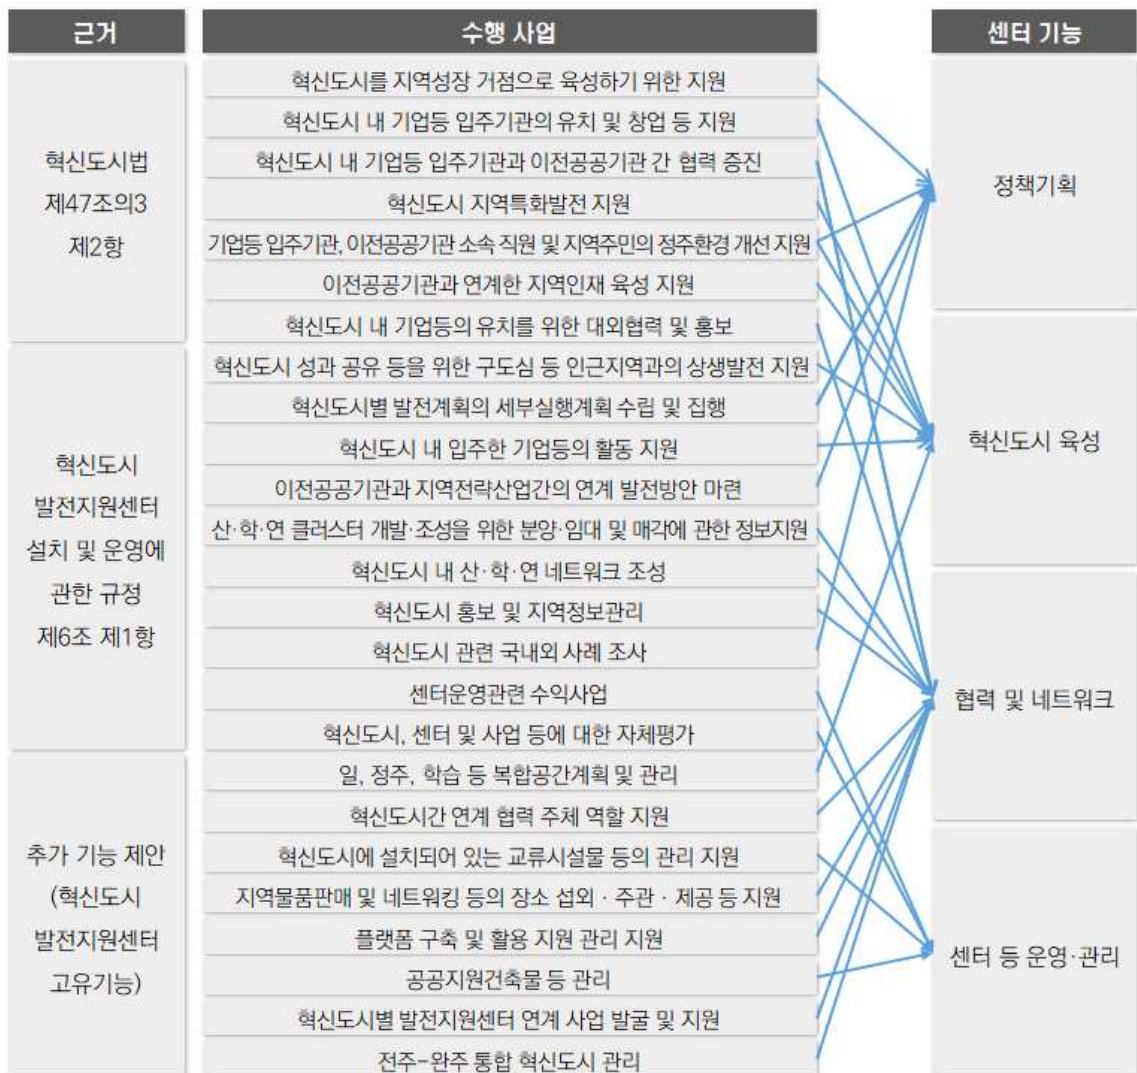 근거
수행 사업
센터 기능
혁신도시법
제47조의3
제2항
혁신도시
발전지원센터
설치 및 운영에
관한 규정
제6조 제1항
추가 기능 제안
(혁신도시
발전지원센터
고유기능)
혁신도시를 지역성장 거점으로 육성하기 위한 지원
혁신도시 내 기업등 입주기관의 유치 및 창업 등 지원
혁신도시 내 기업등 입주기관과 이전공공기관 간 협력 증진
혁신도시 지역특화발전 지원
기업등 입주기관, 이전공공기관 소속 직원 및 지역주민의 정주환경 개선 지원
이전공공기관과 연계한 지역인재 육성 지원
혁신도시 내 기업등의 유치를 위한 대외협력 및 홍보
혁신도시 성과 공유 등을 위한 구도심 등 인근지역과의 상생발전 지원
혁신도시별 발전계획의 세부실행계획 수립 및 집행
혁신도시 내 입주한 기업등의 활동 지원
이전공공기관과 지역전략산업간의 연계 발전방안 마련
산·학·연 클러스터 개발·조성을 위한 분양·임대 및 매각에 관한 정보지원
혁신도시 내 산·학·연 네트워크 조성
혁신도시 홍보 및 지역정보관리
혁신도시 관련 국내외 사례 조사
센터운영관련 수익사업
혁신도시, 센터 및 사업 등에 대한 자체평가
일, 정주, 학습 등 복합공간계획 및 관리
혁신도시간 연계 협력 주체 역할 지원
혁신도시에 설치되어 있는 교류시설물 등의 관리 지원
지역물품판매 및 네트워킹 등의 장소 섭외 · 주관 · 제공 등 지원
플랫폼 구축 및 활용 지원 관리 지원
공공지원건축물 등 관리
혁신도시별 발전지원센터 연계 사업 발굴 및 지원
전주-완주 통합 혁신도시 관리
정책기획
혁신도시 육성
협력 및 네트워크
센터 등 운영·관리